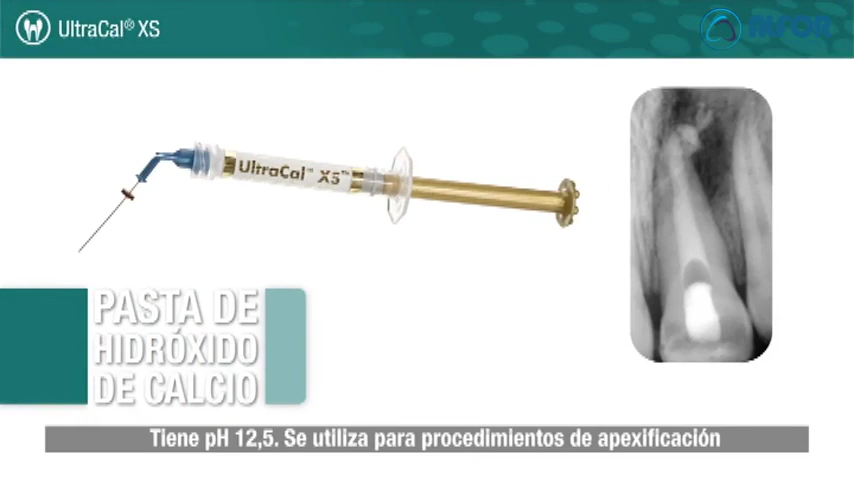 UltraCal® XS
NISFOR
UltraCal™ XS™
PASTA DE
HIDRÓXIDO
DE CALCIO
Tiene pH 12,5. Se utiliza para procedimientos de apexificación